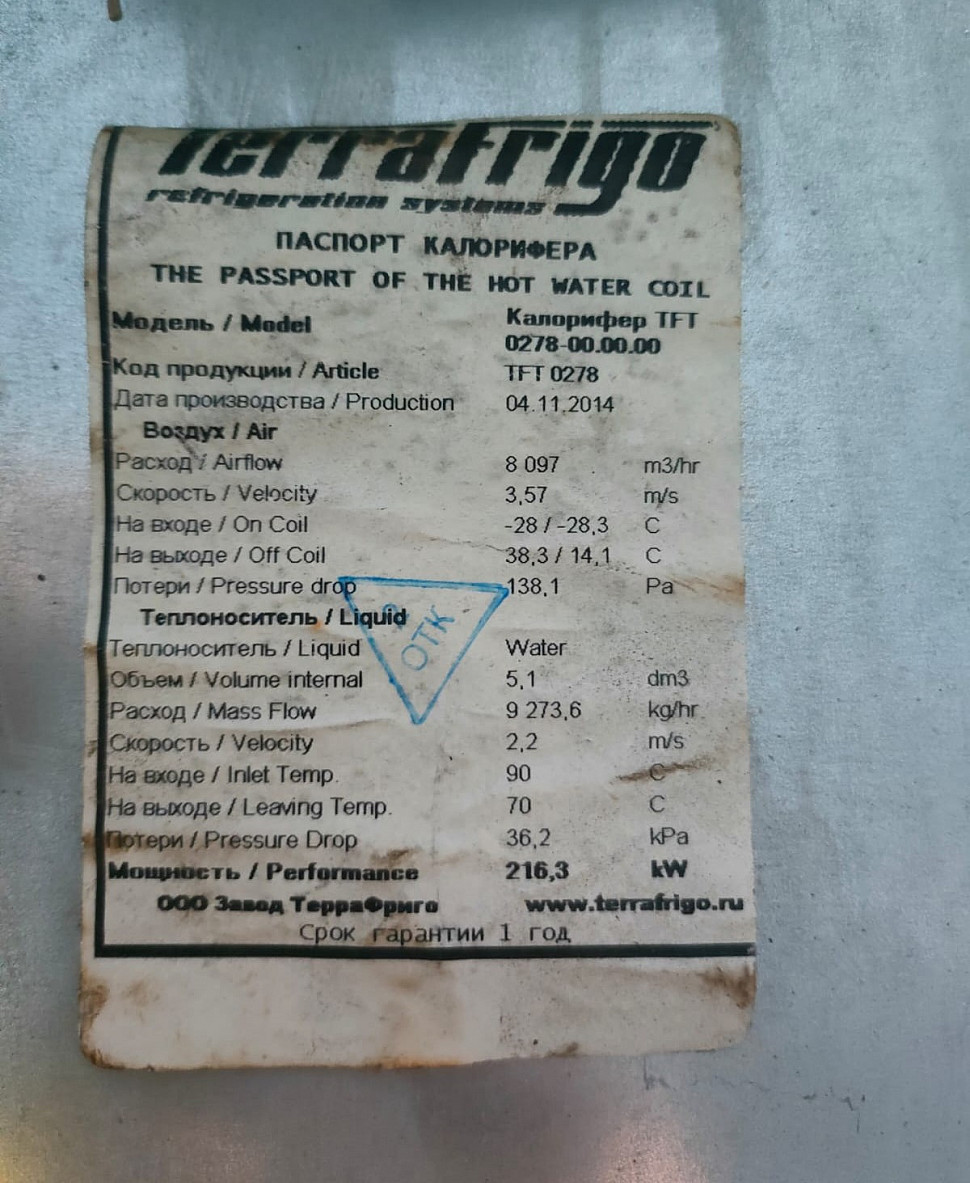 Terrafrigo
refrigeration systems
ПАСПОРТ КАЛОРИФЕРА
THE PASSPORT OF THE HOT WATER COIL
Модель / Model Калорифер TFT
0278-00.00.00
Код продукции / Article TFT 0278
Дата производства / Production 04.11.2014
Воздух / Air
Расход / Airflow 8 097 m3/hr
Скорость / Velocity 3,57 m/s
На входе / On Coil -28 / -28,3 C
На выходе / Off Coil 38,3 / 14,1 C
Потери / Pressure drop 138,1 Pa
Теплоноситель / Liquid
2
ОТК
Теплоноситель / Liquid Water
Объем / Volume internal 5,1 dm3
Расход / Mass Flow 9 273,6 kg/hr
Скорость / Velocity 2,2 m/s
На входе / Inlet Temp. 90 C
На выходе / Leaving Temp. 70 C
Потери / Pressure Drop 36,2 kPa
Мощность / Performance 216,3 kW
ООО Завод ТерраФриго www.terrafrigo.ru
Срок гарантии 1 год